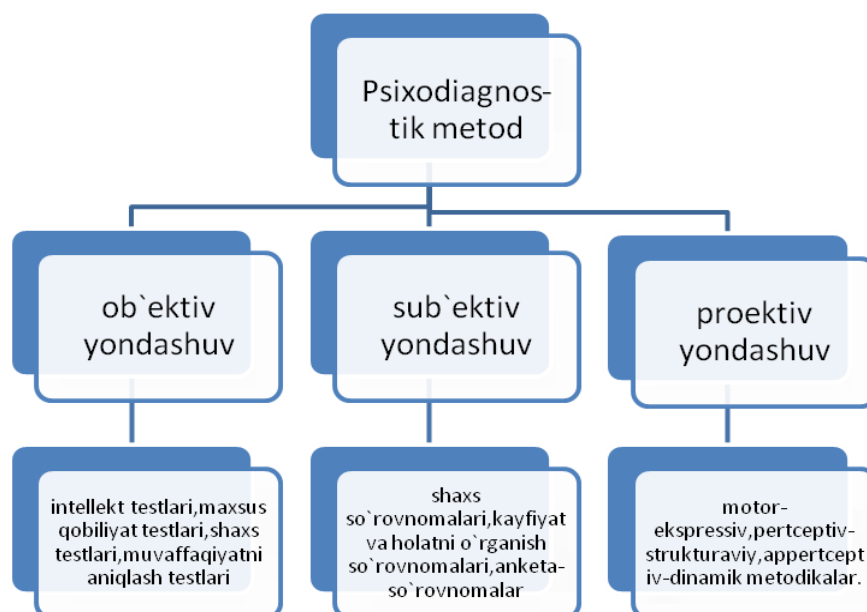 Psixodiagnos-
tik metod
ob`ektiv
yondashuv
sub`ektiv
yondashuv
proektiv
yondashuv
intellekt testlari,maxsus
qobiliyat testlari,shaxs
testlari,muvaffaqiyatni
aniqlash testlari
shaxs
so`rovnomalari,kayfiyat
va holatni o`rganish
so`rovnomalari,anketa-
so`rovnomalar
motor-
ekspressiv,pertceptiv-
strukturaviy,appertcept
iv-dinamik metodikalar.